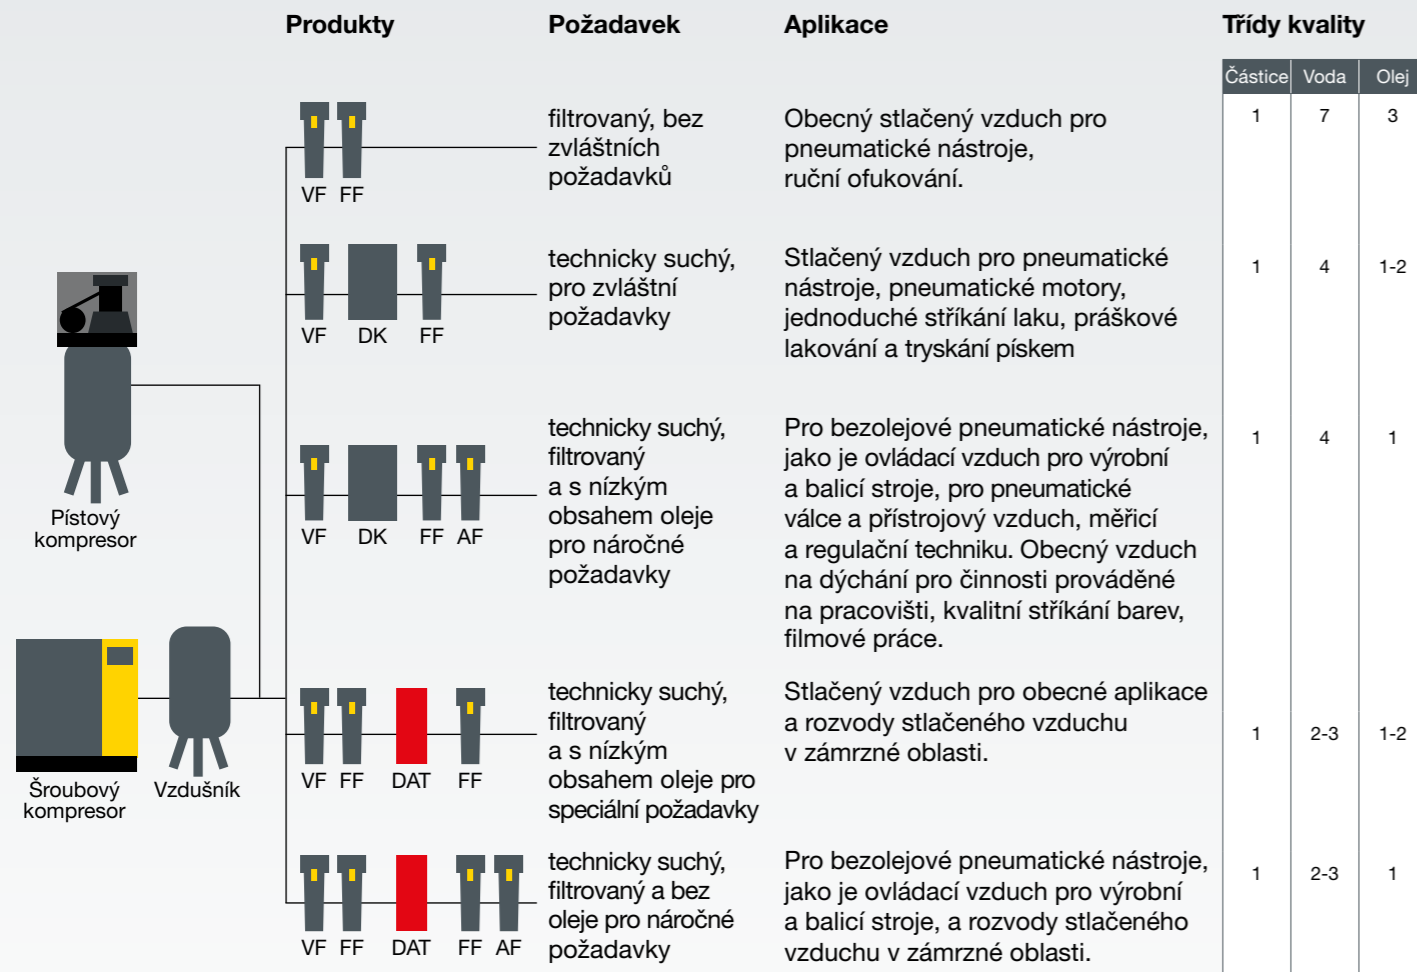 Produkty Požadavek Aplikace Třídy kvality
Částice Voda Olej
filtrovaný, bez
zvláštních
požadavků
Obecný stlačený vzduch pro
pneumatické nástroje,
ruční ofukování.
1 7 3
VF FF
technicky suchý,
pro zvláštní
požadavky
Stlačený vzduch pro pneumatické
nástroje, pneumatické motory,
jednoduché stříkání laku, práškové
lakování a tryskání pískem
1 4 1-2
VF DK FF
technicky suchý,
filtrovaný
a s nízkým
obsahem oleje
pro náročné
požadavky
Pro bezolejové pneumatické nástroje,
jako je ovládací vzduch pro výrobní
a balicí stroje, pro pneumatické
válce a přístrojový vzduch, měřicí
a regulační techniku. Obecný vzduch
na dýchání pro činnosti prováděné
na pracovišti, kvalitní stříkání barev,
filmové práce.
1 4 1
VF DK FF AF
Pístový
kompresor
technicky suchý,
filtrovaný
a s nízkým
obsahem oleje pro
speciální požadavky
Stlačený vzduch pro obecné aplikace
a rozvody stlačeného vzduchu
v zámrzné oblasti.
1 2-3 1-2
VF FF DAT FF
Šroubový
kompresor
Vzdušník
technicky suchý,
filtrovaný a bez
oleje pro náročné
požadavky
Pro bezolejové pneumatické nástroje,
jako je ovládací vzduch pro výrobní
a balicí stroje, a rozvody stlačeného
vzduchu v zámrzné oblasti.
1 2-3 1
VF FF DAT FF AF